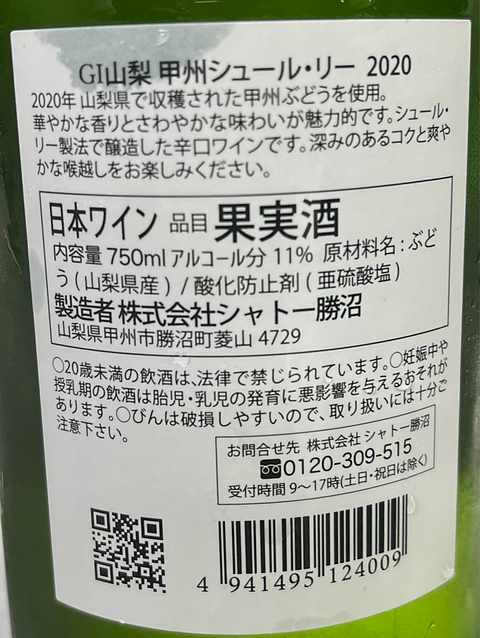 GI山梨 甲州シュール・リー 2020
2020年 山梨県で収穫された甲州ぶどうを使用。
華やかな香りとさわやかな味わいが魅力的です。シュール・
リー製法で醸造した辛口ワインです。深みのあるコクと爽や
かな喉越しをお楽しみください。
日本ワイン 品目 果実酒
内容量 750ml アルコール分 11% 原材料名:ぶど
う(山梨県産)/酸化防止剤(亜硫酸塩)
製造者 株式会社シャトー勝沼
山梨県甲州市勝沼町菱山 4729
○20歳未満の飲酒は、法律で禁じられています。○妊娠中や
授乳期の飲酒は胎児・乳児の発育に悪影響を与えるおそれが
あります。○びんは破損しやすいので、取り扱いには十分ご
注意下さい。
お問合せ先 株式会社 シャトー勝沼
0120-309-515
受付時間 9~17時(土日・祝日は除く)
4 941495 124009